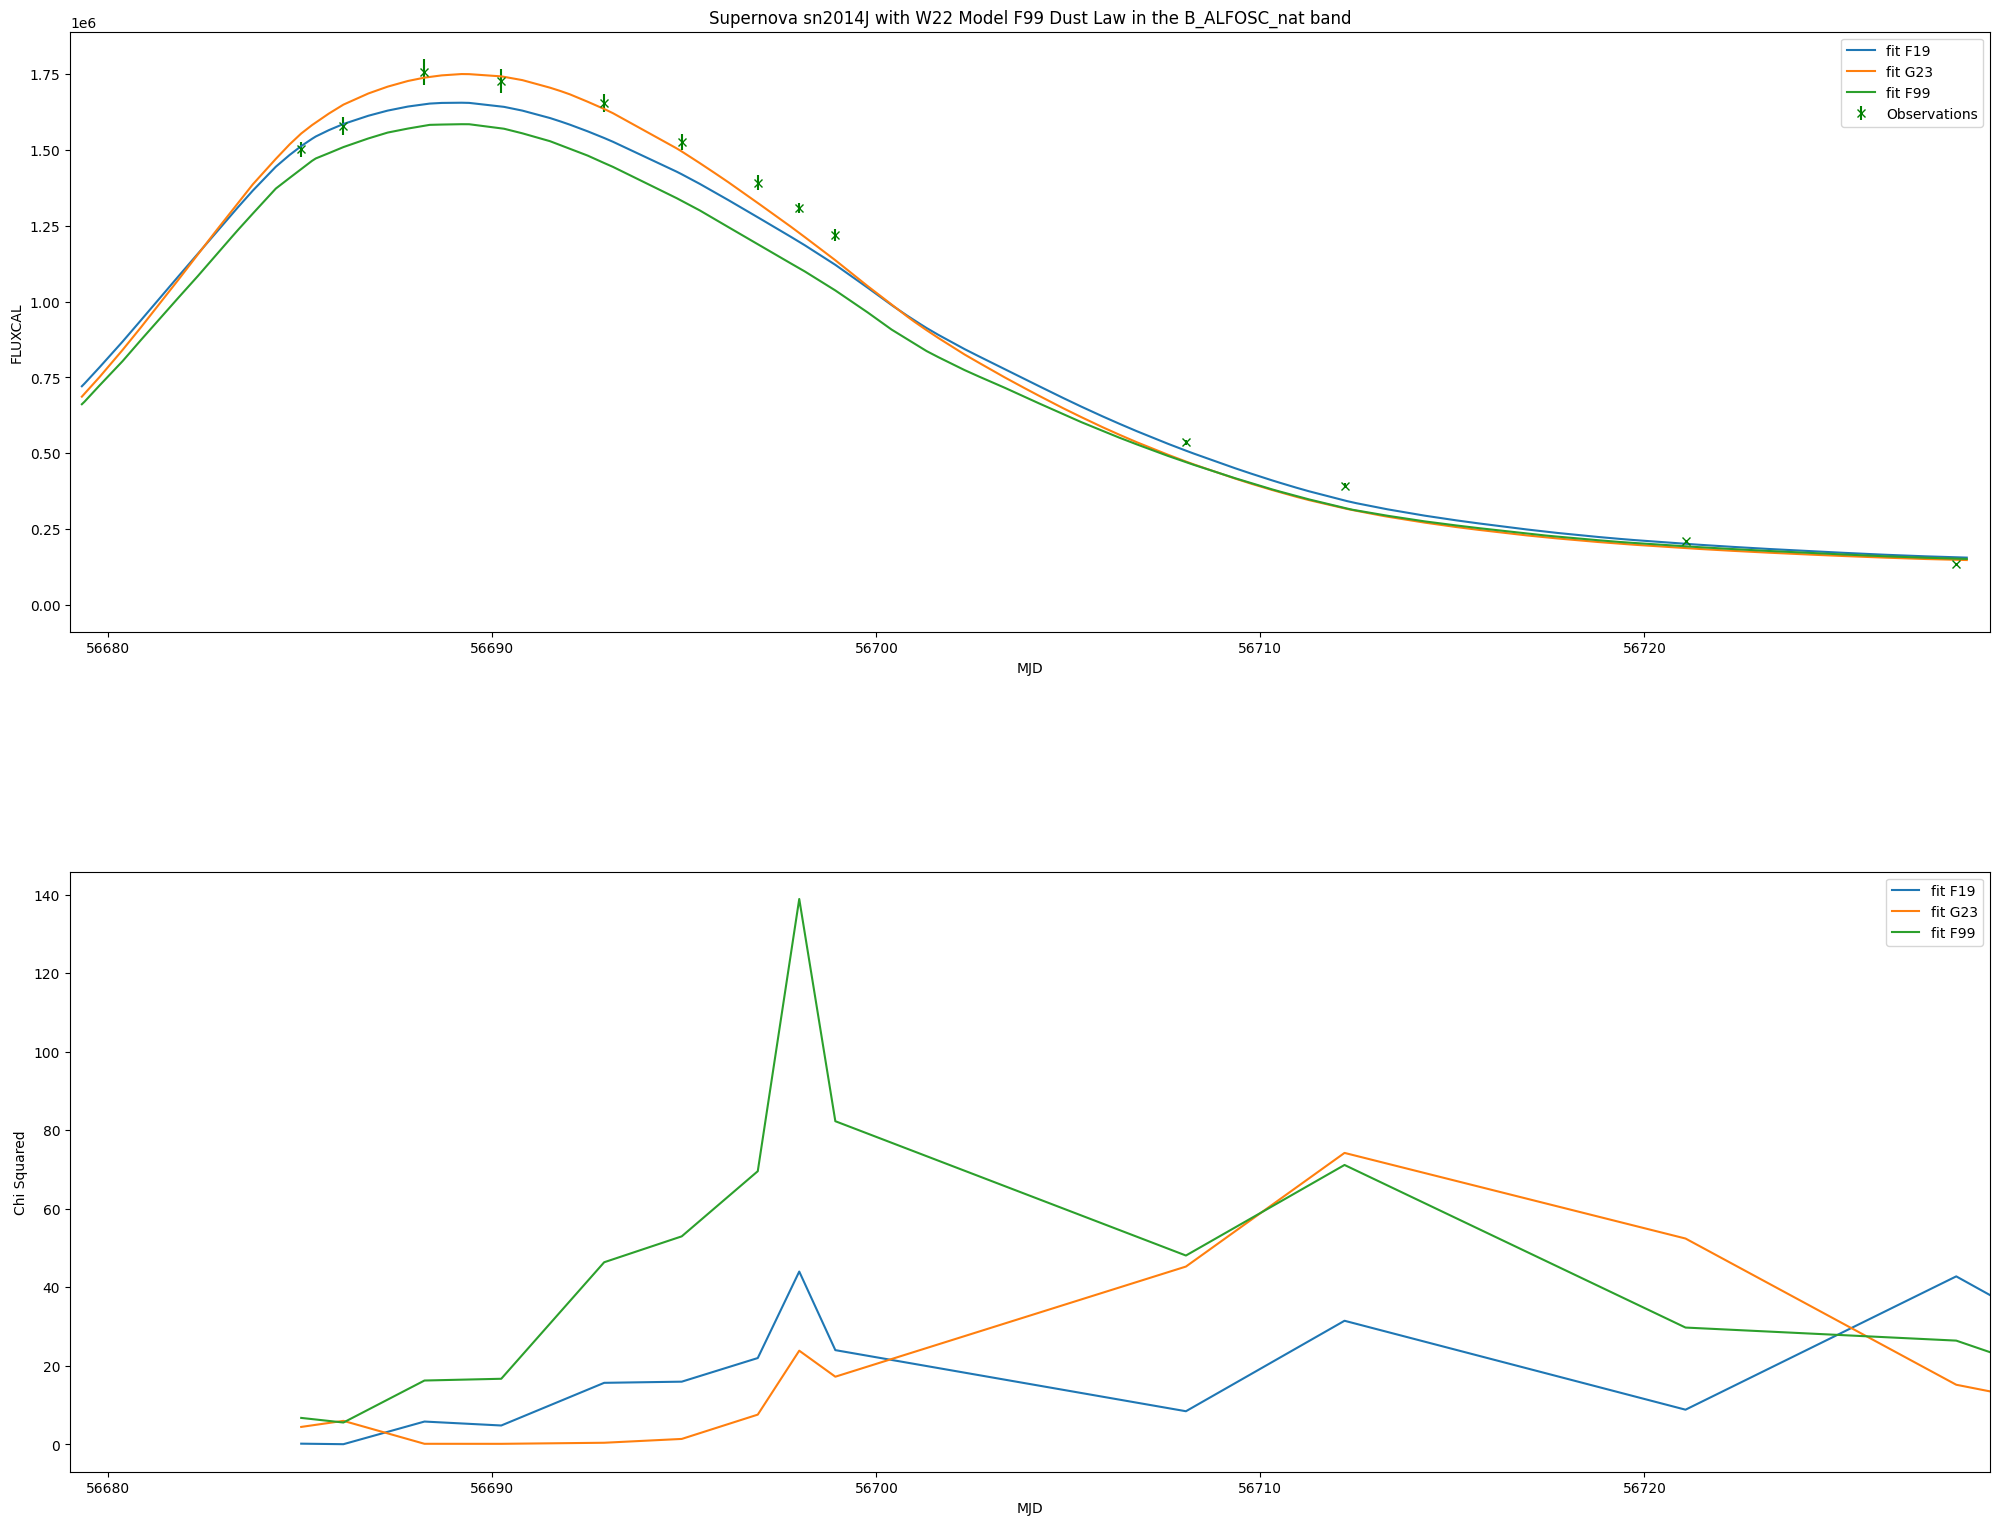 Supernova sn2014J with W22 Model F99 Dust Law in the B_ALFOSC_nat band
1e6
fit F19
fit G23
fit F99
Observations
1.75
1.50
1.25
1.00
0.75
0.50
0.25
0.00
FLUXCAL
56680
56690
56700
56710
56720
MJD
fit F19
fit G23
fit F99
140
120
100
80
60
40
20
0
Chi Squared
56680
56690
56700
56710
56720
MJD